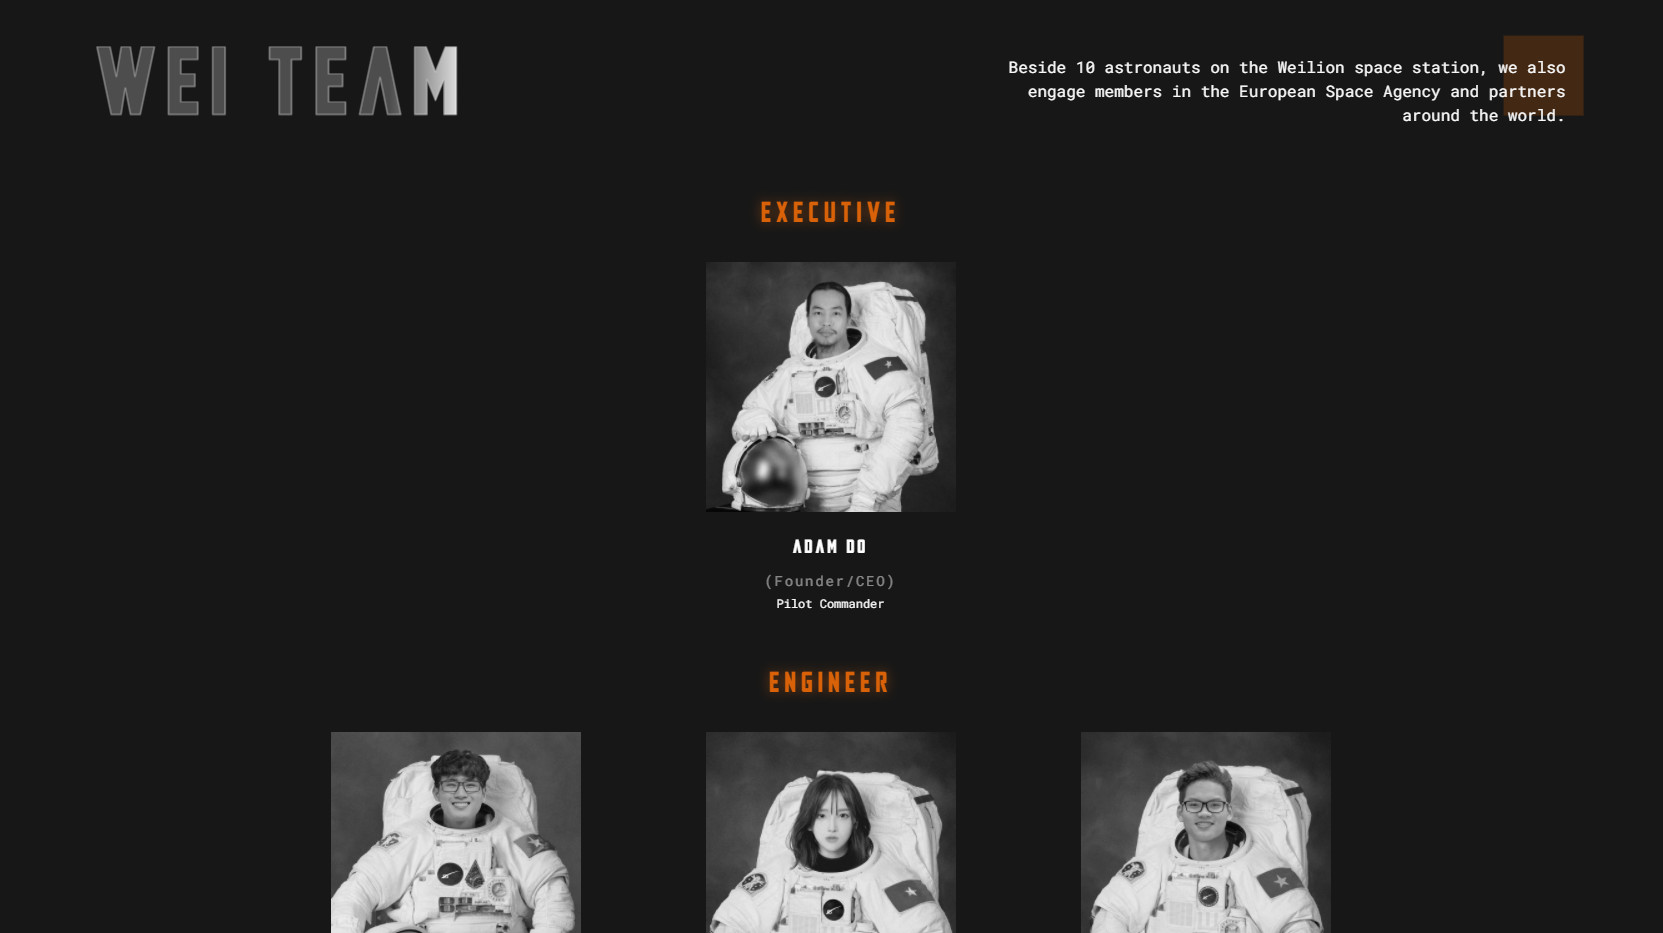 WEI TEAM
Beside 10 astronauts on the Weilion space station, we also
engage members in the European Space Agency and partners
around the world.
EXECUTIVE
ADAM DO
(Founder/CEO)
Pilot Commander
ENGINEER